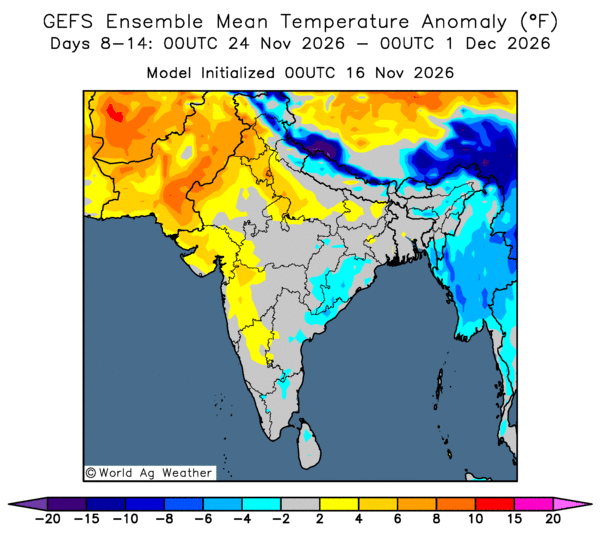 GEFS Ensemble Mean Temperature Anomaly (°F)
Days 8-14: 00UTC 24 Nov 2026 - 00UTC 1 Dec 2026
Model Initialized 00UTC 16 Nov 2026
© World Ag Weather
-20 -15 -10 -8 -6 -4 -2 2 4 6 8 10 15 20